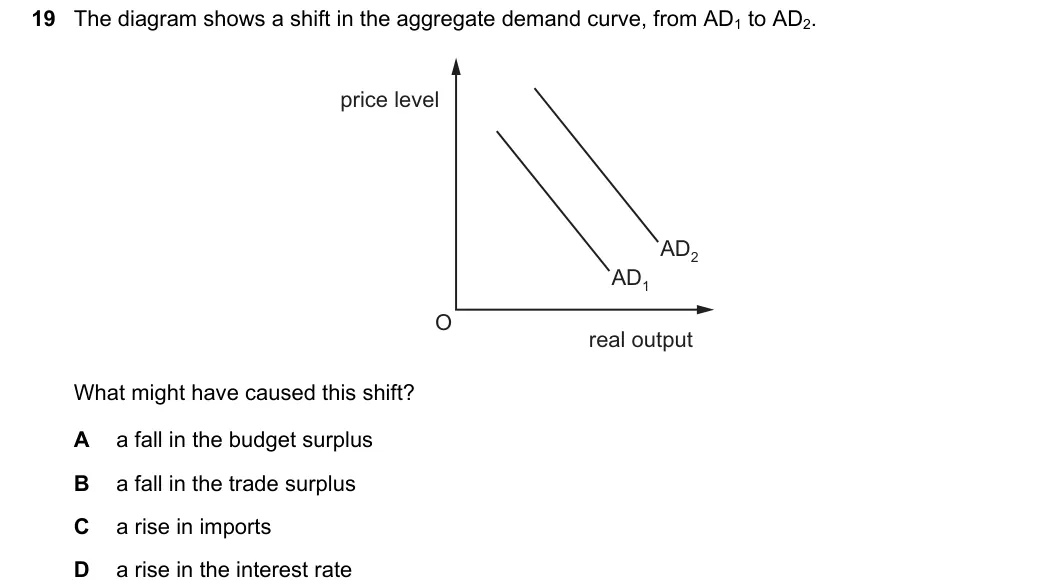 19 The diagram shows a shift in the aggregate demand curve, from AD₁ to AD₂.
price level
AD₂
AD₁
O
real output
What might have caused this shift?
A a fall in the budget surplus
B a fall in the trade surplus
C a rise in imports
D a rise in the interest rate